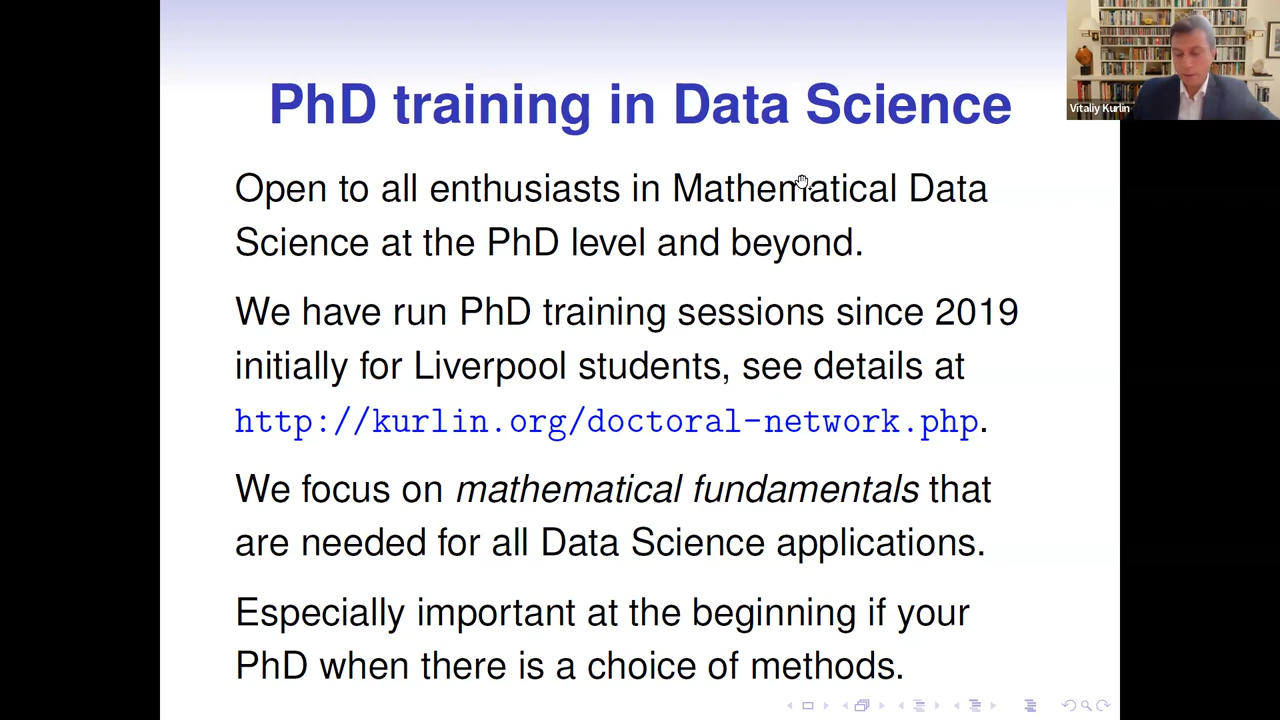 PhD training in Data Science
Vitaliy Kurlin
Open to all enthusiasts in Mathematical Data
Science at the PhD level and beyond.
We have run PhD training sessions since 2019
initially for Liverpool students, see details at
http://kurlin.org/doctoral-network.php.
We focus on mathematical fundamentals that
are needed for all Data Science applications.
Especially important at the beginning if your
PhD when there is a choice of methods.